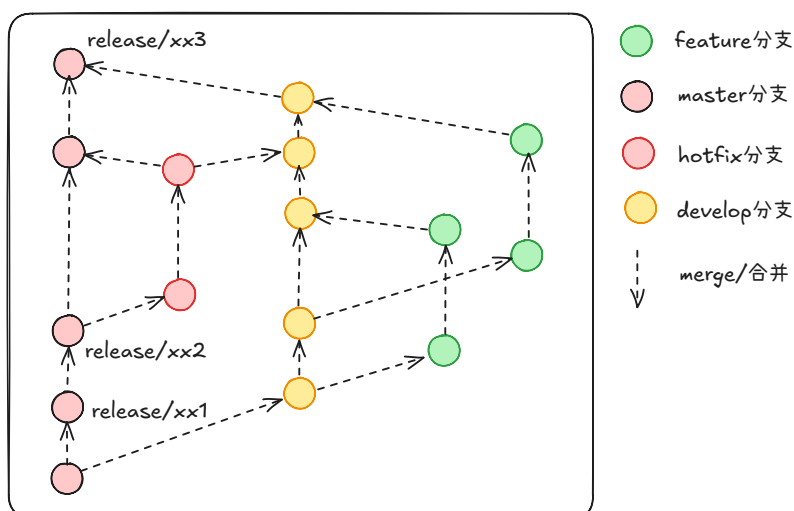 release/xx3
release/xx2
release/xx1
feature分支
master分支
hotfix分支
develop分支
merge/合并